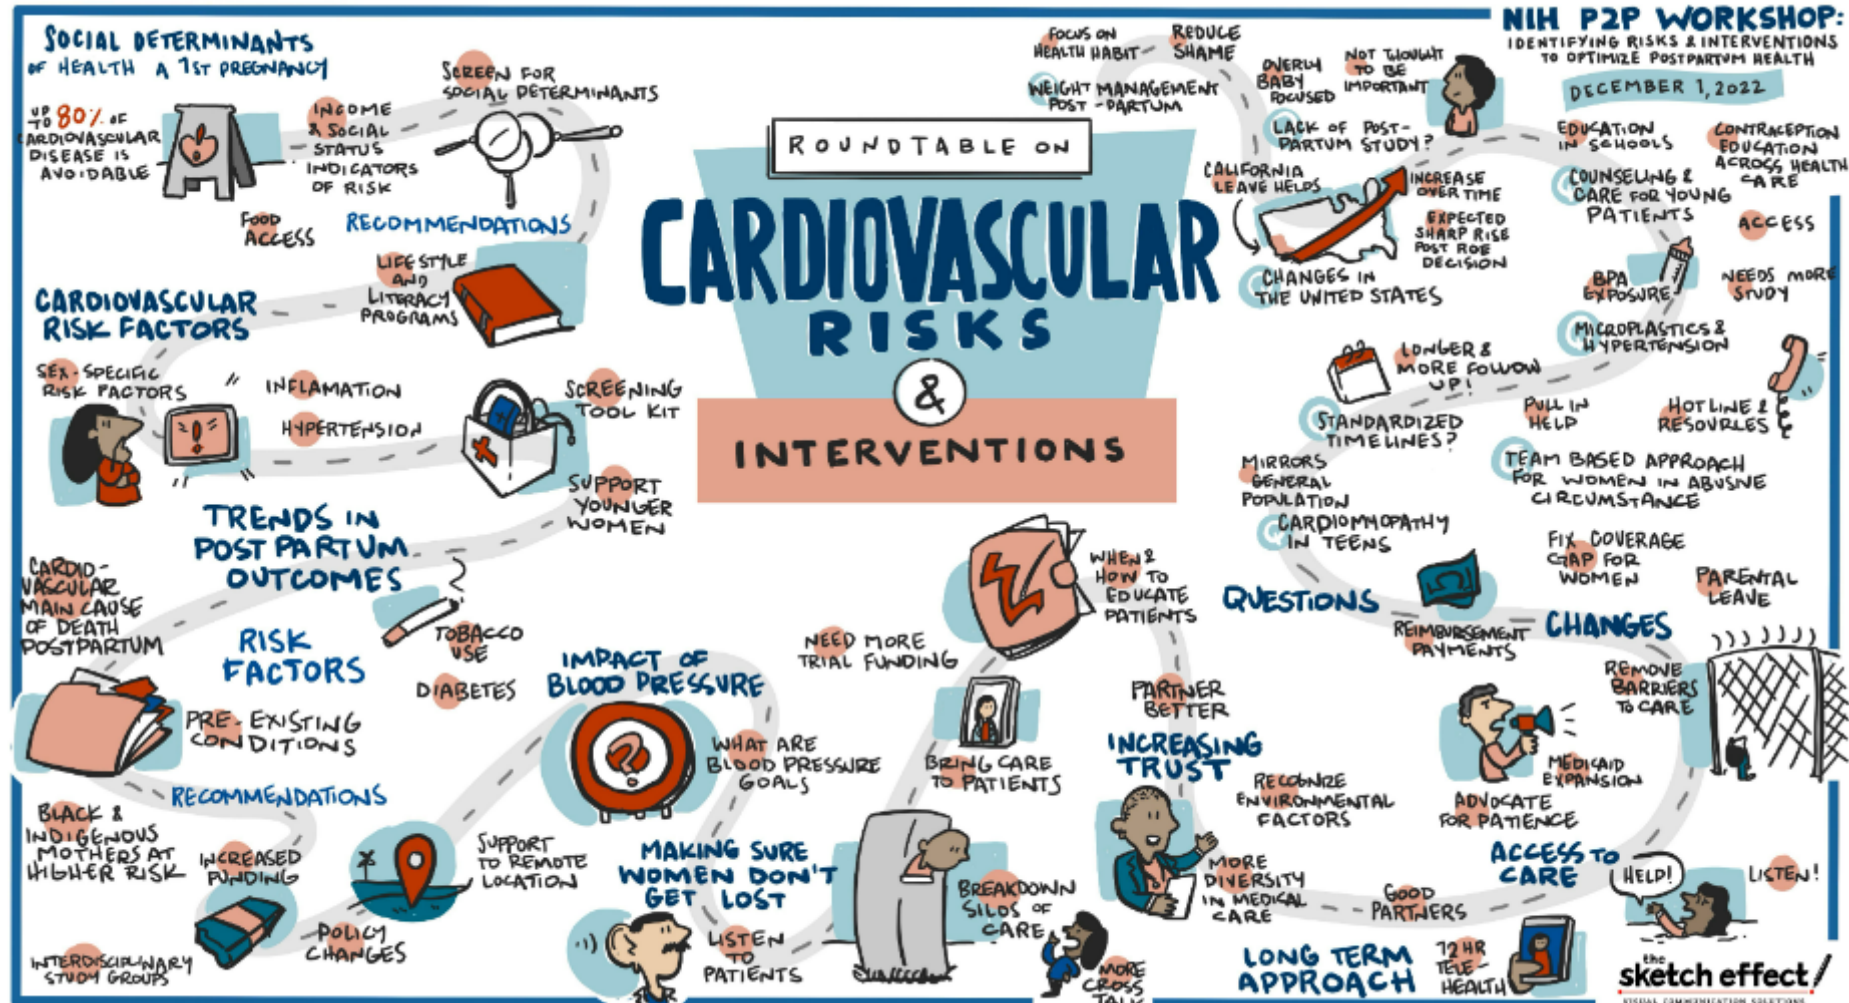 SOCIAL DETERMINANTS
OF HEALTH A 1ST PREGNANCY
UP
TO 80% OF
CARDIOVASCULAR
DISEASE IS
AVOIDABLE
INCOME
& SOCIAL
STATUS
INDICATORS
OF RISK
SCREEN FOR
SOCIAL DETERMINANTS
FOOD
ACCESS
RECOMMENDATIONS
LIFESTYLE
AND
LITERACY
PROGRAMS
CARDIOVASCULAR
RISK FACTORS
SEX-SPECIFIC
RISK FACTORS
INFLAMATION
HYPERTENSION
SCREENING
TOOL KIT
SUPPORT
YOUNGER
WOMEN
TRENDS IN
POST PARTUM
OUTCOMES
CARDIO-
VASCULAR
MAIN CAUSE
OF DEATH
POSTPARTUM
RISK
FACTORS
TOBACCO
USE
DIABETES
PRE-EXISTING
CONDITIONS
RECOMMENDATIONS
BLACK &
INDIGENOUS
MOTHERS AT
HIGHER RISK
INCREASED
FUNDING
INTERDISCIPLINARY
STUDY GROUPS
POLICY
CHANGES
SUPPORT
TO REMOTE
LOCATION
IMPACT OF
BLOOD PRESSURE
WHAT ARE
BLOOD PRESSURE
GOALS
MAKING SURE
WOMEN DON'T
GET LOST
LISTEN
TO
PATIENTS
BREAKDOWN
SILOS OF
CARE
MORE
CROSS
TALK
BRING CARE
TO PATIENTS
NEED MORE
TRIAL FUNDING
WHEN &
HOW TO
EDUCATE
PATIENTS
PARTNER
BETTER
INCREASING
TRUST
RECOGNIZE
ENVIRONMENTAL
FACTORS
MORE
DIVERSITY
IN MEDICAL
CARE
GOOD
PARTNERS
LONG TERM
APPROACH
72 HR
TELE-
HEALTH
ACCESS TO
CARE
HELP!
LISTEN!
ADVOCATE
FOR PATIENCE
MEDICAID
EXPANSION
REMOVE
BARRIERS
TO CARE
CHANGES
REIMBURSEMENT
PAYMENTS
FIX COVERAGE
GAP FOR
WOMEN
PARENTAL
LEAVE
QUESTIONS
MIRRORS
GENERAL
POPULATION
CARDIOMYOPATHY
IN TEENS
STANDARDIZED
TIMELINES?
LONGER &
MORE FOLLOW
UP!
PULL IN
HELP
HOTLINE &
RESOURCES
TEAM BASED APPROACH
FOR WOMEN IN ABUSIVE
CIRCUMSTANCE
MICROPLASTICS &
HYPERTENSION
BPA
EXPOSURE
NEEDS MORE
STUDY
ACCESS
COUNSELING &
CARE FOR YOUNG
PATIENTS
EDUCATION
IN SCHOOLS
CONTRACEPTION
EDUCATION
ACROSS HEALTH
CARE
CHANGES IN
THE UNITED STATES
CALIFORNIA
LEAVE HELPS
INCREASE
OVER TIME
EXPECTED
SHARP RISE
POST ROE
DECISION
LACK OF POST-
PARTUM STUDY?
OVERLY
BABY
FOCUSED
NOT THOUGHT
TO BE
IMPORTANT
FOCUS ON
HEALTH HABIT
REDUCE
SHAME
WEIGHT MANAGEMENT
POST-PARTUM
ROUNDTABLE ON
CARDIOVASCULAR
RISKS
&
INTERVENTIONS
NIH P2P WORKSHOP:
IDENTIFYING RISKS & INTERVENTIONS
TO OPTIMIZE POSTPARTUM HEALTH
DECEMBER 1, 2022
the
sketch effect
VISUAL COMMUNICATION SOLUTIONS